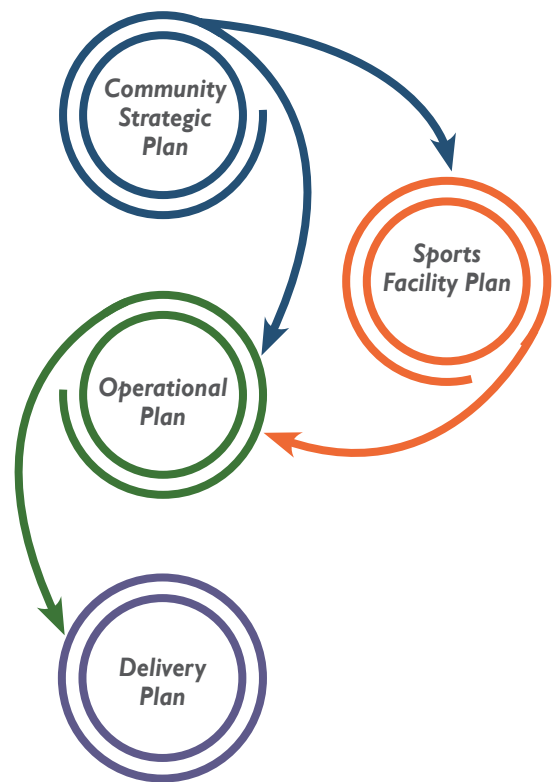 Community
Strategic
Plan
Sports
Facility Plan
Operational
Plan
Delivery
Plan